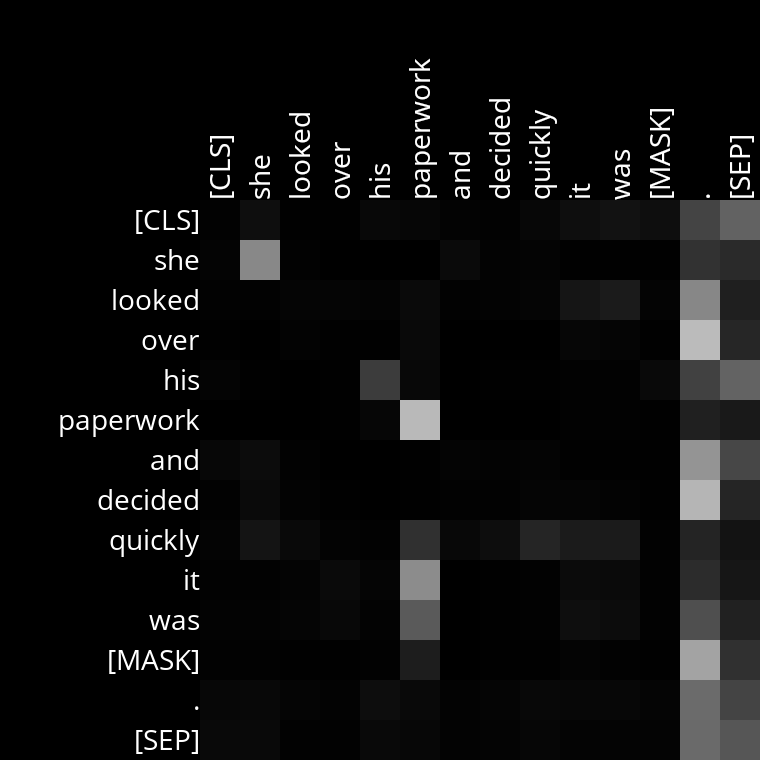 [CLS] she looked over his paperwork and decided quickly it was [MASK] . [SEP]
[CLS]
she
looked
over
his
paperwork
and
decided
quickly
it
was
[MASK]
.
[SEP]